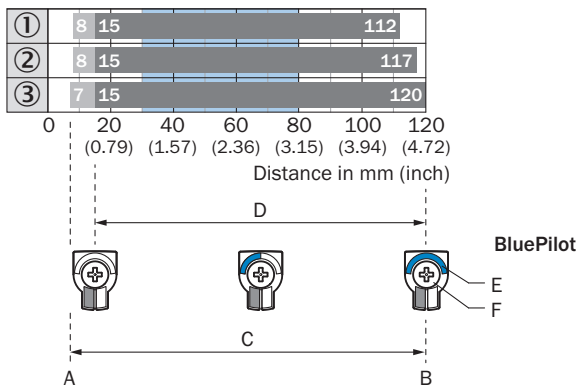 ① 8 15 112
② 8 15 117
③ 7 15 120
0 20 40 60 80 100 120
(0.79) (1.57) (2.36) (3.15) (3.94) (4.72)
Distance in mm (inch)
D
BluePilot
E
F
C
A B